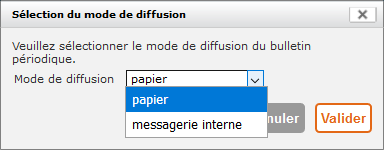 Sélection du mode de diffusion
Veuillez sélectionner le mode de diffusion du bulletin
périodique.
Mode de diffusion papier
papier
messagerie interne
Valider